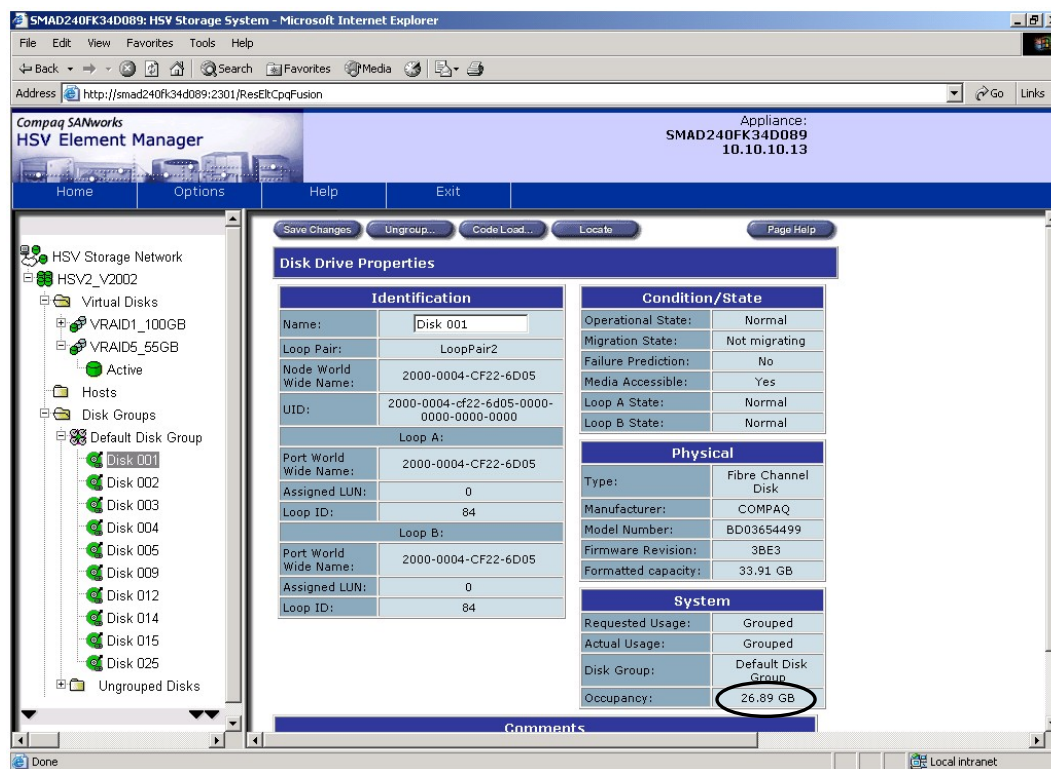 SMAD240FK34D089: HSV Storage System - Microsoft Internet Explorer
File Edit View Favorites Tools Help
Back Search Favorites Media
Address http://smad240fk34d089:2301/ResEltCpqFusion Go Links
Compaq SANworks
HSV Element Manager
Appliance:
SMAD240FK34D089
10.10.10.13
Home Options Help Exit
HSV Storage Network
HSV2_V2002
Virtual Disks
VRAID1_100GB
VRAID5_55GB
Active
Hosts
Disk Groups
Default Disk Group
Disk 001
Disk 002
Disk 003
Disk 004
Disk 005
Disk 009
Disk 012
Disk 014
Disk 015
Disk 025
Ungrouped Disks
Save Changes Ungroup... Code Load... Locate Page Help
Disk Drive Properties
Identification
Name: Disk 001
Loop Pair: LoopPair2
Node World
Wide Name: 2000-0004-CF22-6D05
UID: 2000-0004-cf22-6d05-0000-
0000-0000-0000
Loop A:
Port World
Wide Name: 2000-0004-CF22-6D05
Assigned LUN: 0
Loop ID: 84
Loop B:
Port World
Wide Name: 2000-0004-CF22-6D05
Assigned LUN: 0
Loop ID: 84
Condition/State
Operational State: Normal
Migration State: Not migrating
Failure Prediction: No
Media Accessible: Yes
Loop A State: Normal
Loop B State: Normal
Physical
Type: Fibre Channel
Disk
Manufacturer: COMPAQ
Model Number: BD03654499
Firmware Revision: 3BE3
Formatted capacity: 33.91 GB
System
Requested Usage: Grouped
Actual Usage: Grouped
Disk Group: Default Disk
Group
Occupancy: 26.89 GB
Comments
Done Local intranet